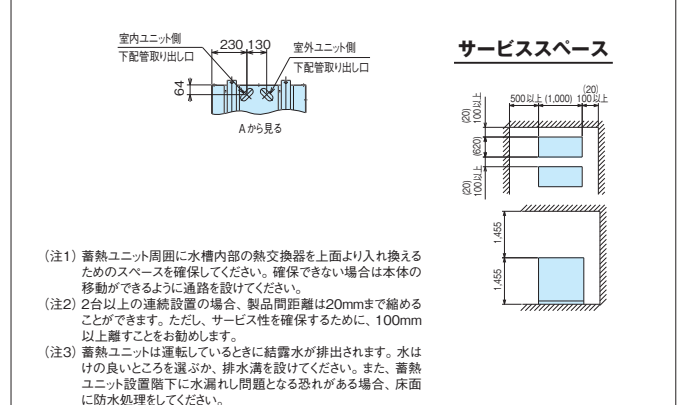 室内ユニット側
下配管取り出し口
230 130
室外ユニット側
下配管取り出し口
64
Aから見る
サービススペース
500以上 (1,000) (20) 100以上
(20) 100以上
(620)
(20) 100以上
1,455
1,455
(注1) 蓄熱ユニット周囲に水槽内部の熱交換器を上面より入れ換える
ためのスペースを確保してください。確保できない場合は本体の
移動ができるように通路を設けてください。
(注2) 2台以上の連続設置の場合、製品間距離は20mmまで縮める
ことができます。ただし、サービス性を確保するために、100mm
以上離すことをお勧めします。
(注3) 蓄熱ユニットは運転しているときに結露水が排出されます。水は
けの良いところを選ぶか、排水溝を設けてください。また、蓄熱
ユニット設置階下に水漏れし問題となる恐れがある場合、床面
に防水処理をしてください。